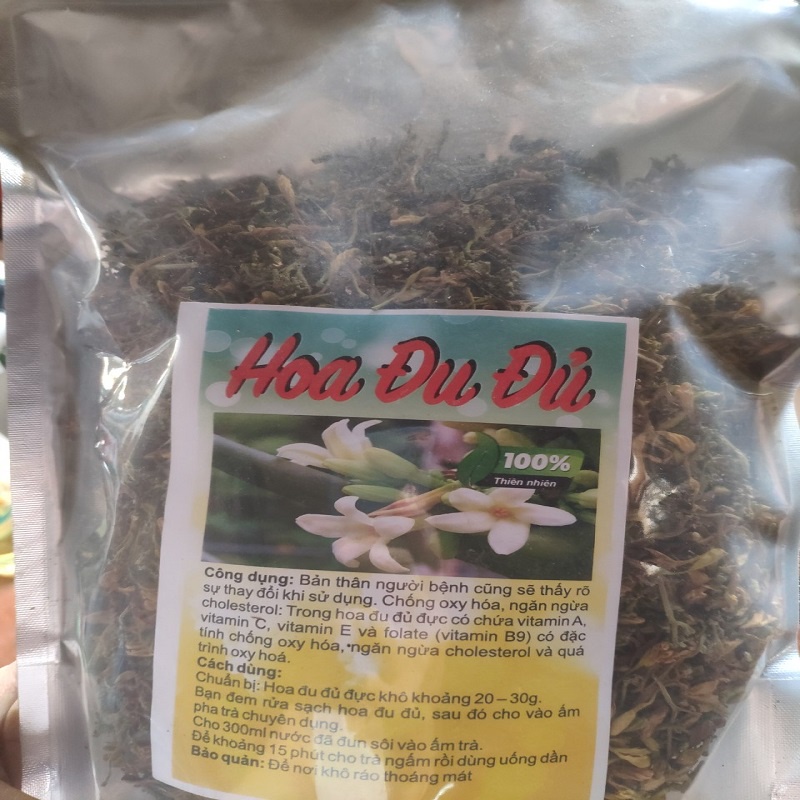 Hoa Đu Đủ
100%
Thiên nhiên
Công dụng: Bản thân người bệnh cũng sẽ thấy rõ
sự thay đổi khi sử dụng. Chống oxy hóa, ngăn ngừa
cholesterol: Trong hoa đu đủ đực có chứa vitamin A,
vitamin C, vitamin E và folate (vitamin B9) có đặc
tính chống oxy hóa, ngăn ngừa cholesterol và quá
trình oxy hoá.
Cách dùng:
Chuẩn bị: Hoa đu đủ đực khô khoảng 20 – 30g.
Bạn đem rửa sạch hoa đu đủ, sau đó cho vào ấm
pha trà chuyên dụng.
Cho 300ml nước đã đun sôi vào ấm trà.
Để khoảng 15 phút cho trà ngấm rồi dùng uống dần
Bảo quản: Để nơi khô ráo thoáng mát